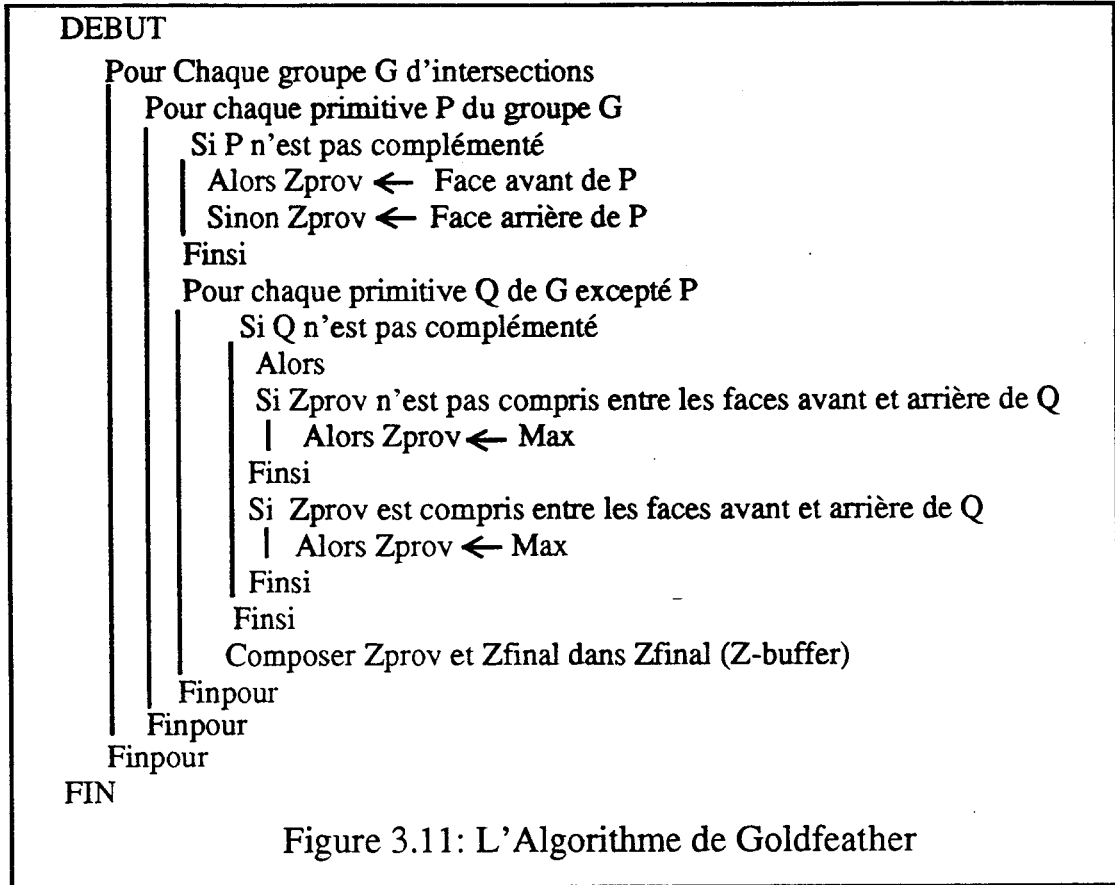 DEBUT
Pour Chaque groupe G d'intersections
Pour chaque primitive P du groupe G
Si P n'est pas complémenté
Alors Zprov ← Face avant de P
Sinon Zprov ← Face arrière de P
Finsi
Pour chaque primitive Q de G excepté P
Si Q n'est pas complémenté
Alors
Si Zprov n'est pas compris entre les faces avant et arrière de Q
Alors Zprov ← Max
Finsi
Si Zprov est compris entre les faces avant et arrière de Q
Alors Zprov ← Max
Finsi
Finsi
Composer Zprov et Zfinal dans Zfinal (Z-buffer)
Finpour
Finpour
Finpour
FIN
Figure 3.11: L'Algorithme de Goldfeather